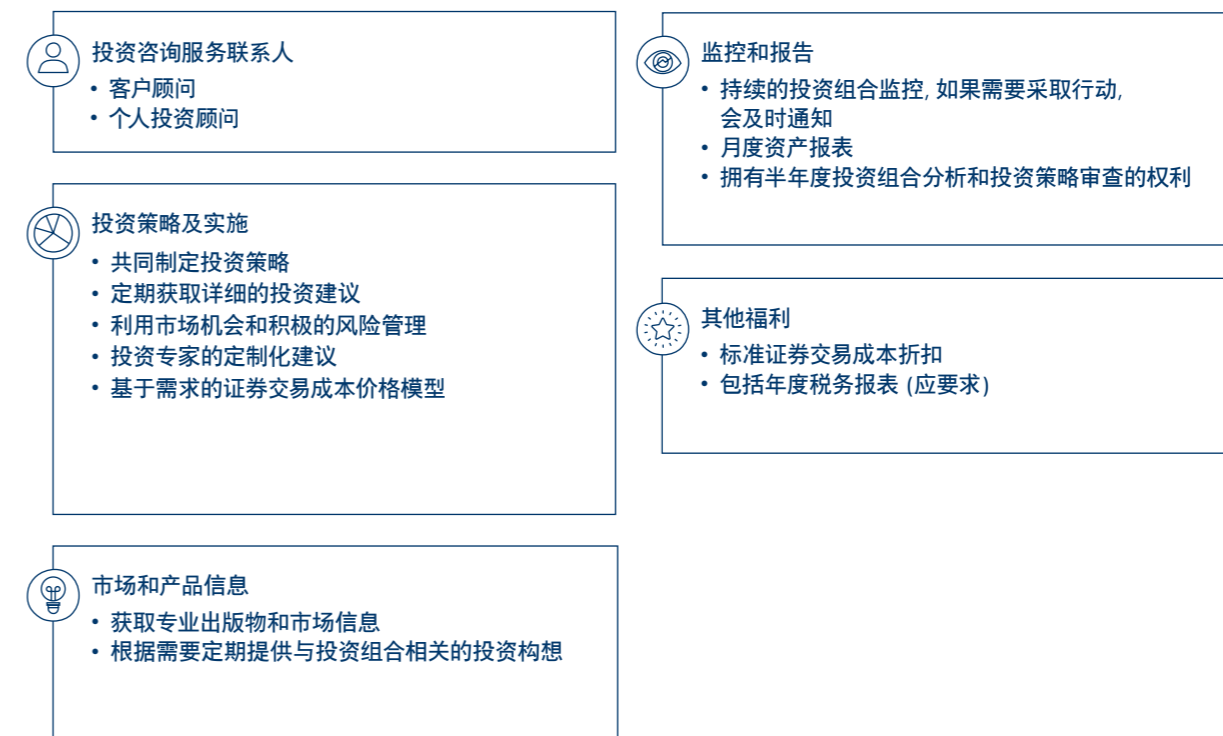 投资咨询服务联系人
• 客户顾问
• 个人投资顾问
投资策略及实施
• 共同制定投资策略
• 定期获取详细的投资建议
• 利用市场机会和积极的风险管理
• 投资专家的定制化建议
• 基于需求的证券交易成本价格模型
市场和产品信息
• 获取专业出版物和市场信息
• 根据需要定期提供与投资组合相关的投资构想
监控和报告
• 持续的投资组合监控, 如果需要采取行动,
会及时通知
• 月度资产报表
• 拥有半年度投资组合分析和投资策略审查的权利
其他福利
• 标准证券交易成本折扣
• 包括年度税务报表 (应要求)